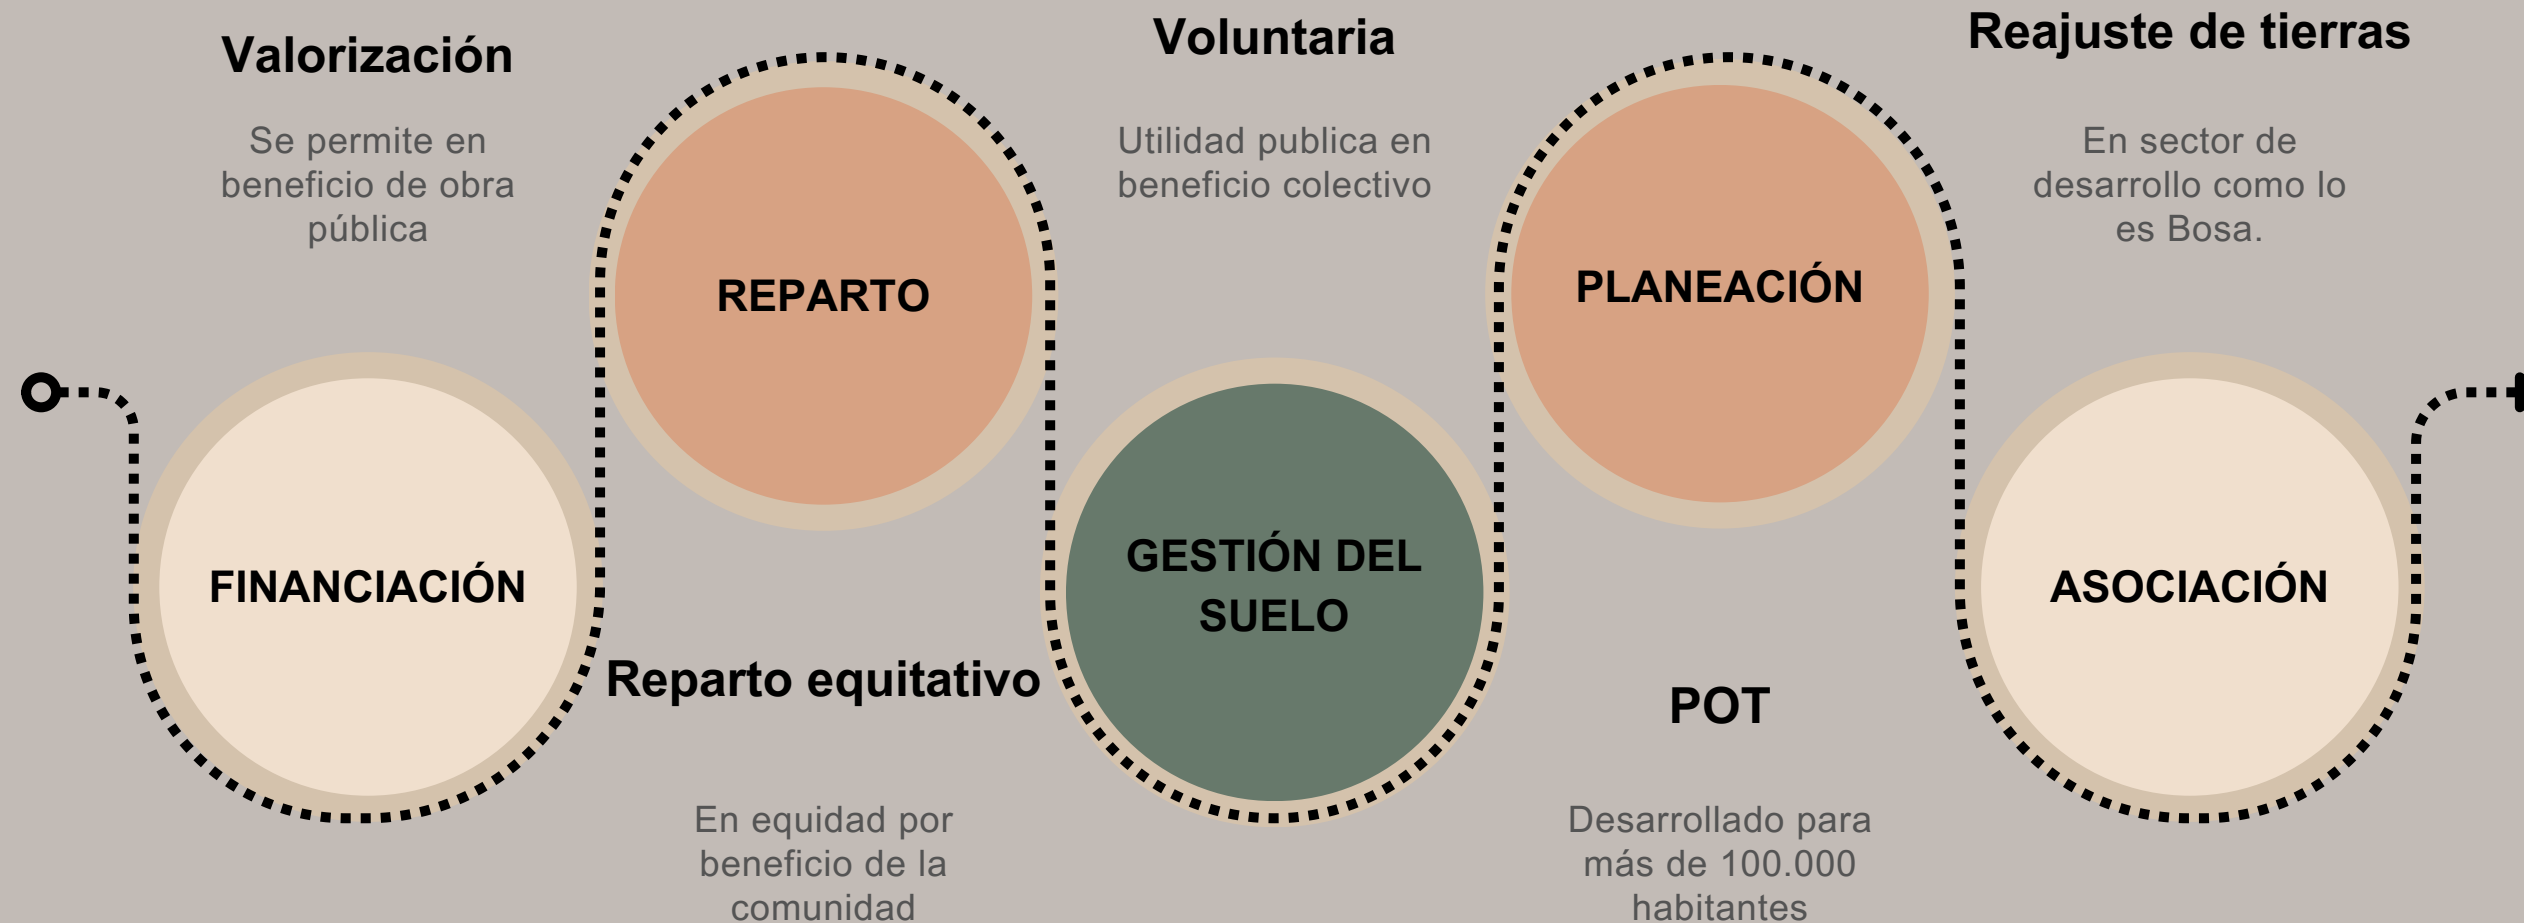 Valorización
Se permite en
beneficio de obra
pública
FINANCIACIÓN
REPARTO
Reparto equitativo
En equidad por
beneficio de la
comunidad
Voluntaria
Utilidad publica en
beneficio colectivo
GESTIÓN DEL
SUELO
PLANEACIÓN
POT
Desarrollado para
más de 100.000
habitantes
Reajuste de tierras
En sector de
desarrollo como lo
es Bosa.
ASOCIACIÓN